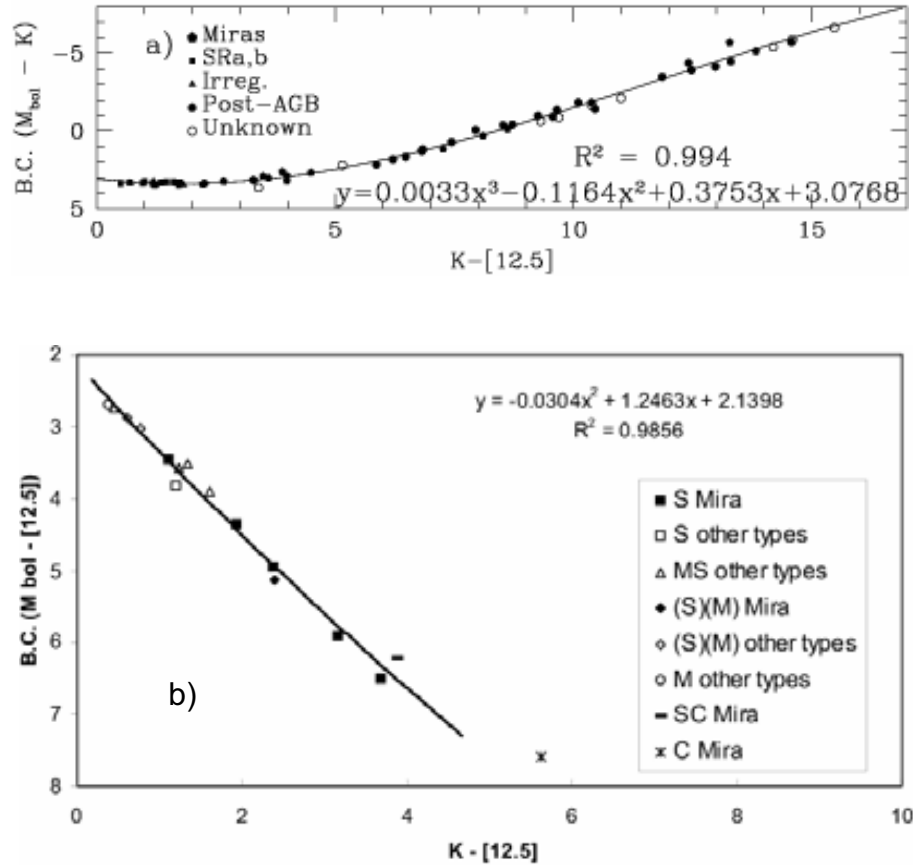 a)
Miras
SRa,b
Irreg.
Post-AGB
Unknown
-5
0
5
B.C. (M_bol - K)
R² = 0.994
y=0.0033x³-0.1164x²+0.3753x+3.0768
0 5 10 15
K-[12.5]
2
3
4
5
6
7
8
B.C. (M bol - [12.5])
y = -0.0304x² + 1.2463x + 2.1398
R² = 0.9856
S Mira
S other types
MS other types
(S)(M) Mira
(S)(M) other types
M other types
SC Mira
C Mira
b)
0 2 4 6 8 10
K - [12.5]